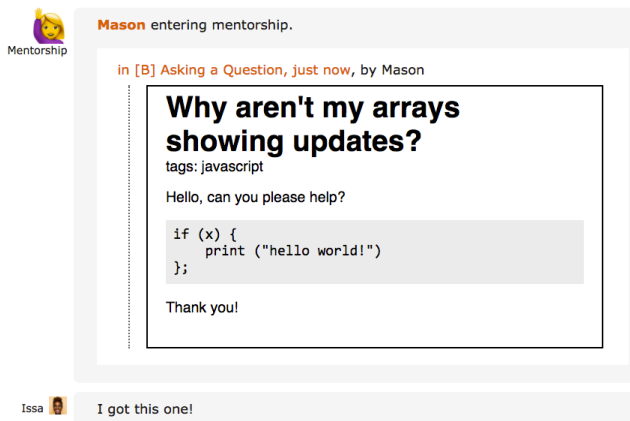 Mentorship
Mason entering mentorship.
in [B] Asking a Question, just now, by Mason
Why aren't my arrays
showing updates?
tags: javascript
Hello, can you please help?
if (x) {
    print ("hello world!")
};
Thank you!
Issa
I got this one!